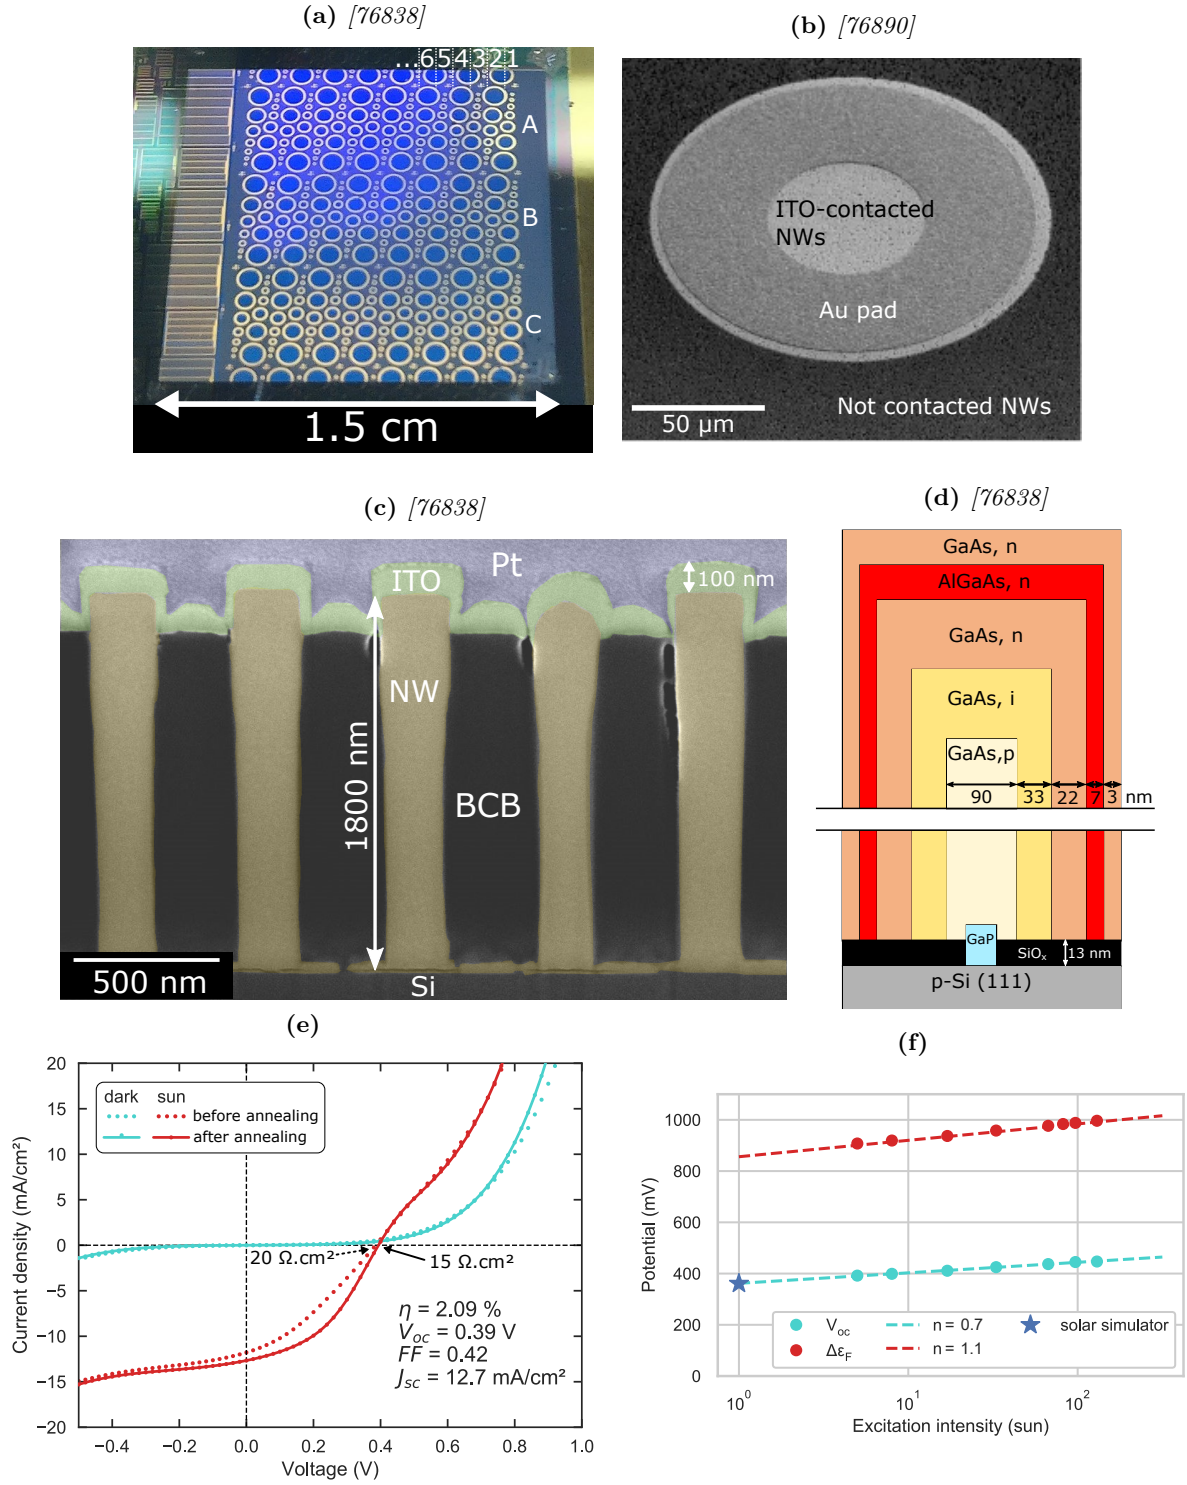 (a) [76838]
...654321
A
B
C
1.5 cm
(b) [76890]
ITO-contacted
NWs
Au pad
Not contacted NWs
50 µm
(c) [76838]
Pt
ITO
100 nm
NW
1800 nm
BCB
500 nm
Si
(d) [76838]
GaAs, n
AlGaAs, n
GaAs, n
GaAs, i
GaAs,p
90 33 22 7 3 nm
GaP
SiOₓ
13 nm
p-Si (111)
(e)
20
15
10
5
0
−5
−10
−15
−20
Current density (mA/cm²)
dark sun
before annealing
after annealing
20 Ω.cm²
15 Ω.cm²
η = 2.09 %
Voc = 0.39 V
FF = 0.42
Jsc = 12.7 mA/cm²
−0.4 −0.2 0.0 0.2 0.4 0.6 0.8 1.0
Voltage (V)
(f)
1000
800
600
400
200
0
Potential (mV)
Voc n = 0.7 solar simulator
ΔεF n = 1.1
10⁰ 10¹ 10²
Excitation intensity (sun)